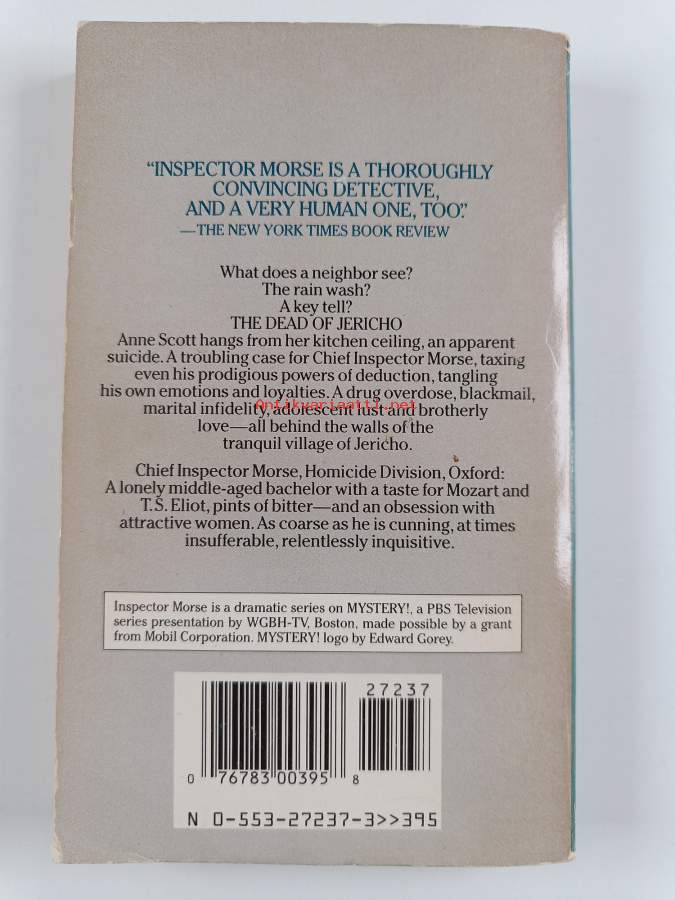 “INSPECTOR MORSE IS A THOROUGHLY
CONVINCING DETECTIVE,
AND A VERY HUMAN ONE, TOO.”
—THE NEW YORK TIMES BOOK REVIEW
What does a neighbor see?
The rain wash?
A key tell?
THE DEAD OF JERICHO
Anne Scott hangs from her kitchen ceiling, an apparent
suicide. A troubling case for Chief Inspector Morse, taxing
even his prodigious powers of deduction, tangling
his own emotions and loyalties. A drug overdose, blackmail,
Antikvariaatti.net
marital infidelity, adolescent lust and brotherly
love—all behind the walls of the
tranquil village of Jericho.
Chief Inspector Morse, Homicide Division, Oxford:
A lonely middle-aged bachelor with a taste for Mozart and
T.S. Eliot, pints of bitter—and an obsession with
attractive women. As coarse as he is cunning, at times
insufferable, relentlessly inquisitive.
Inspector Morse is a dramatic series on MYSTERY!, a PBS Television
series presentation by WGBH-TV, Boston, made possible by a grant
from Mobil Corporation. MYSTERY! logo by Edward Gorey.
27237
0 76783 00395 8
N 0-553-27237-3>>395